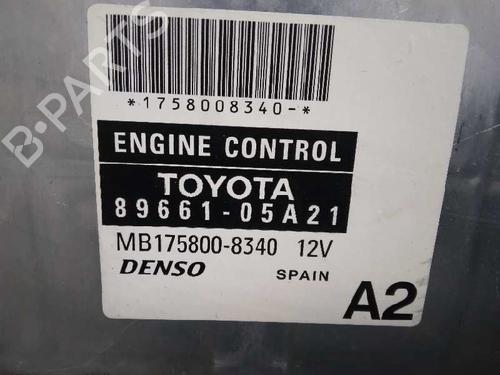 *1758008340-*
ENGINE CONTROL
TOYOTA
89661-05A21
MB175800-8340 12V
DENSO SPAIN
A2
B-PARTS